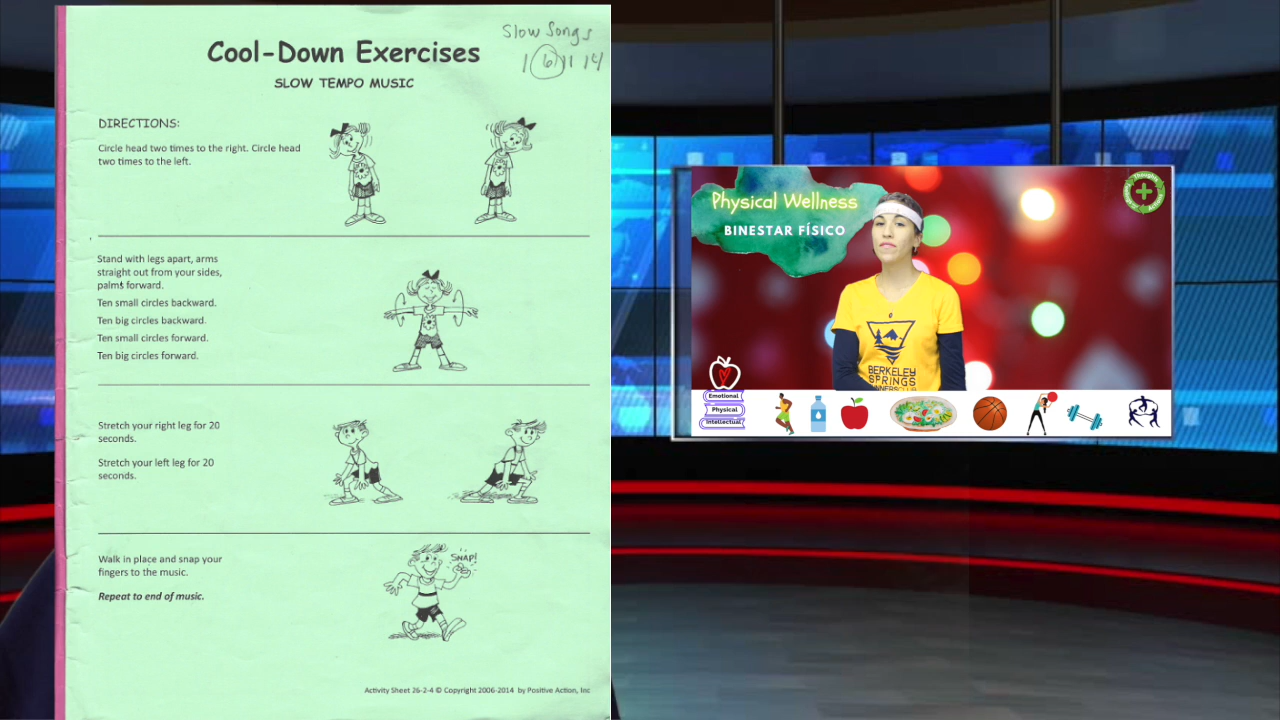 Slow Songs
1 6 11 14
Cool-Down Exercises
SLOW TEMPO MUSIC
DIRECTIONS:
Circle head two times to the right. Circle head
two times to the left.
Stand with legs apart, arms
straight out from your sides,
palms forward.
Ten small circles backward.
Ten big circles backward.
Ten small circles forward.
Ten big circles forward.
Stretch your right leg for 20
seconds.
Stretch your left leg for 20
seconds.
Walk in place and snap your
fingers to the music.
SNAP!
Repeat to end of music.
Activity Sheet 26-2-4 © Copyright 2006-2014 by Positive Action, Inc
Physical Wellness
BINESTAR FÍSICO
BERKELEY
SPRINGS
Emotional
Physical
Intellectual